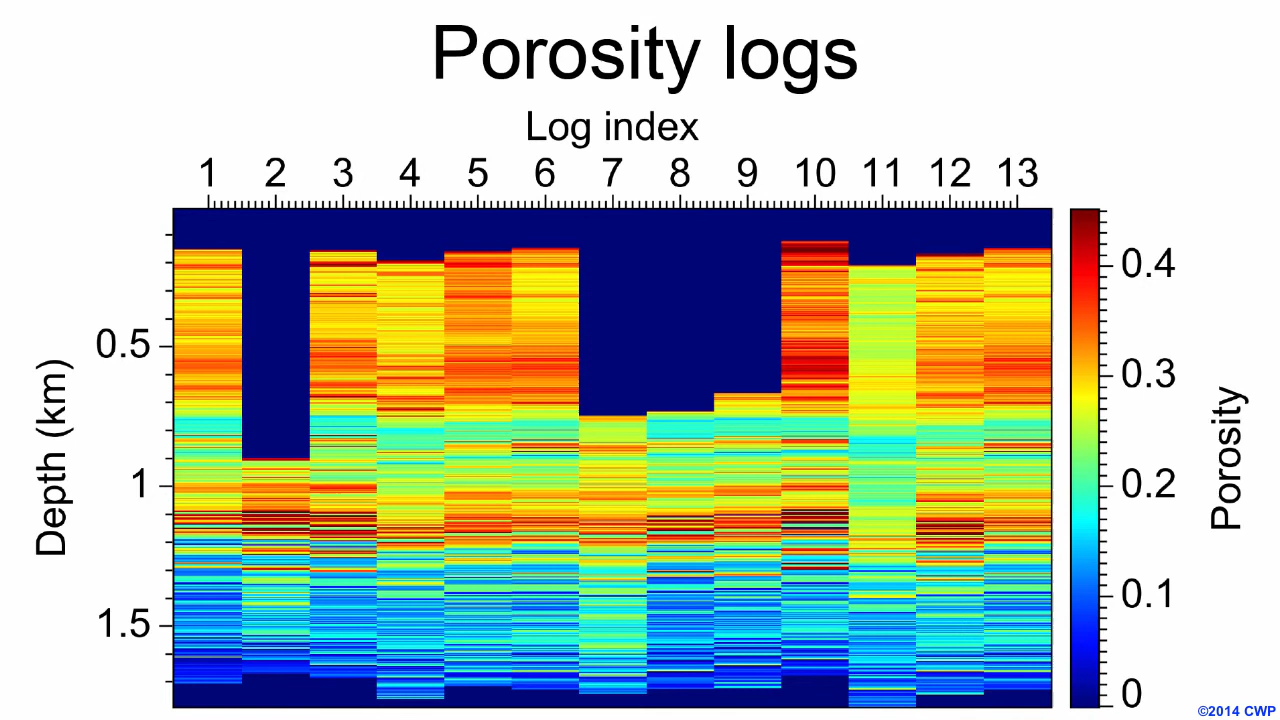 Porosity logs
Log index
1 2 3 4 5 6 7 8 9 10 11 12 13
0.5
1
1.5
Depth (km)
0.4
0.3
0.2
0.1
0
Porosity
©2014 CWP